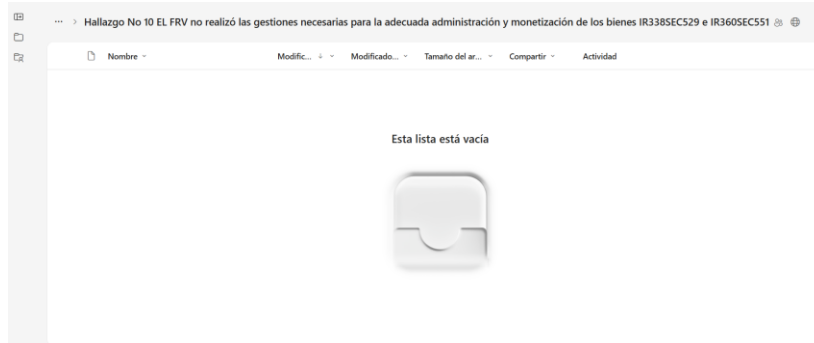 ... > Hallazgo No 10 EL FRV no realizó las gestiones necesarias para la adecuada administración y monetización de los bienes IR338SEC529 e IR360SEC551
Nombre Modific... Modificado... Tamaño del ar... Compartir Actividad
Esta lista está vacía